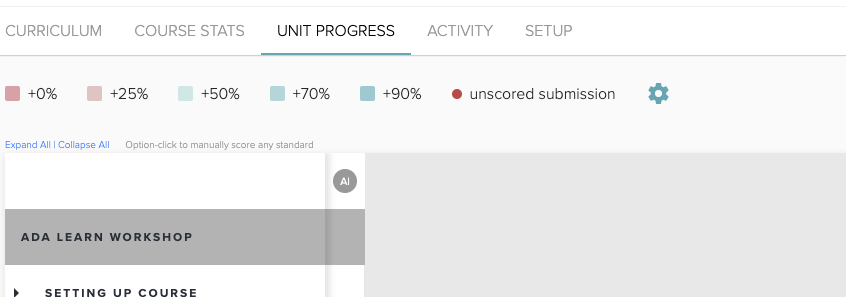 CURRICULUM COURSE STATS UNIT PROGRESS ACTIVITY SETUP
+0% +25% +50% +70% +90% unscored submission
Expand All | Collapse All Option-click to manually score any standard
AI
ADA LEARN WORKSHOP
SETTING UP COURSE